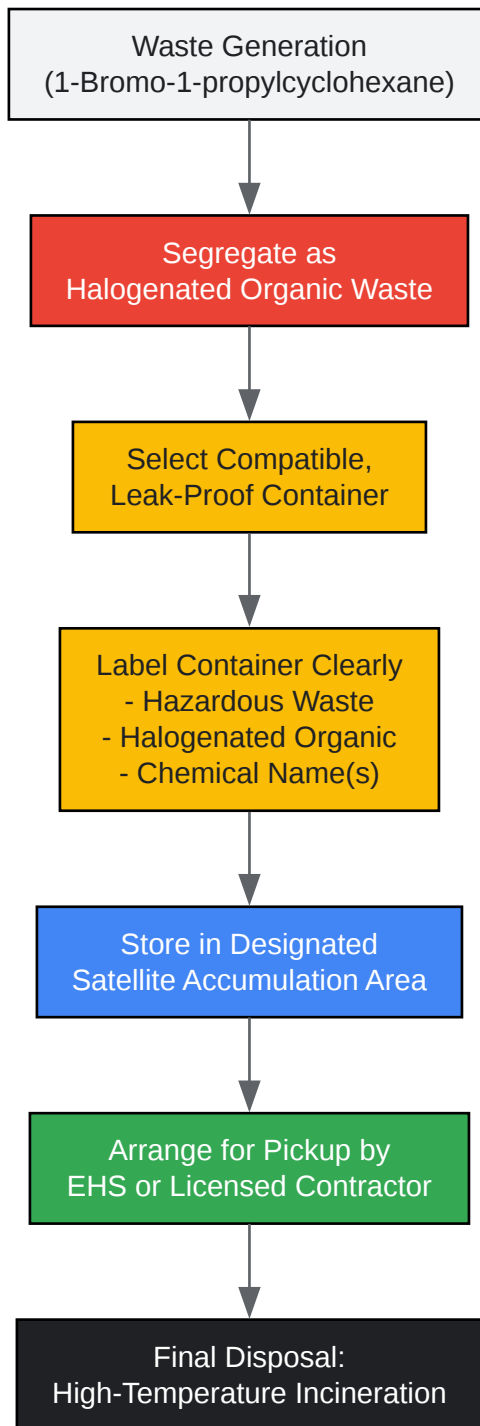 Waste Generation
(1-Bromo-1-propylcyclohexane)
Segregate as
Halogenated Organic Waste
Select Compatible,
Leak-Proof Container
Label Container Clearly
- Hazardous Waste
- Halogenated Organic
- Chemical Name(s)
Store in Designated
Satellite Accumulation Area
Arrange for Pickup by
EHS or Licensed Contractor
Final Disposal:
High-Temperature Incineration